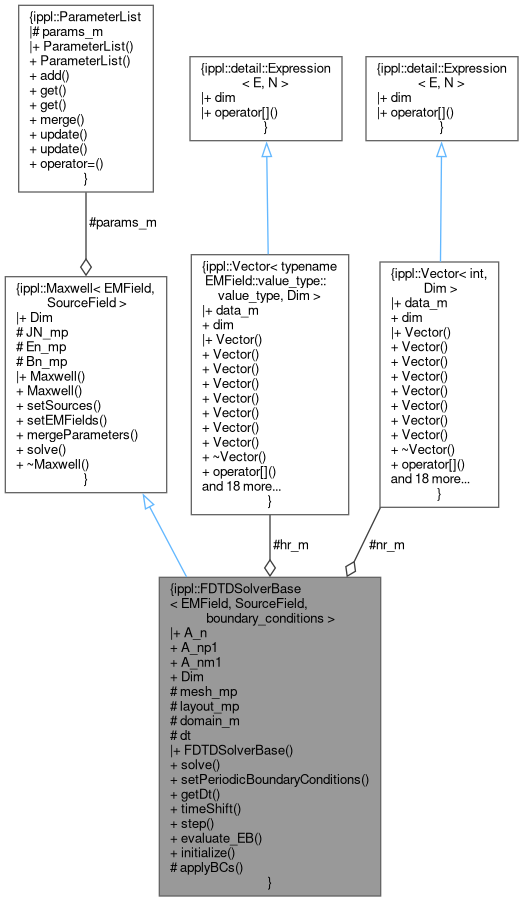 {ippl::ParameterList
|# params_m
|+ ParameterList()
+ ParameterList()
+ add()
+ get()
+ get()
+ merge()
+ update()
+ update()
+ operator=()
}
{ippl::detail::Expression
< E, N >
|+ dim
|+ operator[]()
}
{ippl::detail::Expression
< E, N >
|+ dim
|+ operator[]()
}
#params_m
{ippl::Maxwell< EMField,
SourceField >
|+ Dim
# JN_mp
# En_mp
# Bn_mp
|+ Maxwell()
+ Maxwell()
+ setSources()
+ setEMFields()
+ mergeParameters()
+ solve()
+ ~Maxwell()
}
{ippl::Vector< typename
EMField::value_type::
value_type, Dim >
|+ data_m
+ dim
|+ Vector()
+ Vector()
+ Vector()
+ Vector()
+ Vector()
+ Vector()
+ Vector()
+ Vector()
+ ~Vector()
+ operator[]()
and 18 more...
}
{ippl::Vector< int,
Dim >
|+ data_m
+ dim
|+ Vector()
+ Vector()
+ Vector()
+ Vector()
+ Vector()
+ Vector()
+ Vector()
+ Vector()
+ ~Vector()
+ operator[]()
and 18 more...
}
#hr_m
#nr_m
{ippl::FDTDSolverBase
< EMField, SourceField,
boundary_conditions >
|+ A_n
+ A_np1
+ A_nm1
+ Dim
# mesh_mp
# layout_mp
# domain_m
# dt
|+ FDTDSolverBase()
+ solve()
+ setPeriodicBoundaryConditions()
+ getDt()
+ timeShift()
+ step()
+ evaluate_EB()
+ initialize()
# applyBCs()
}